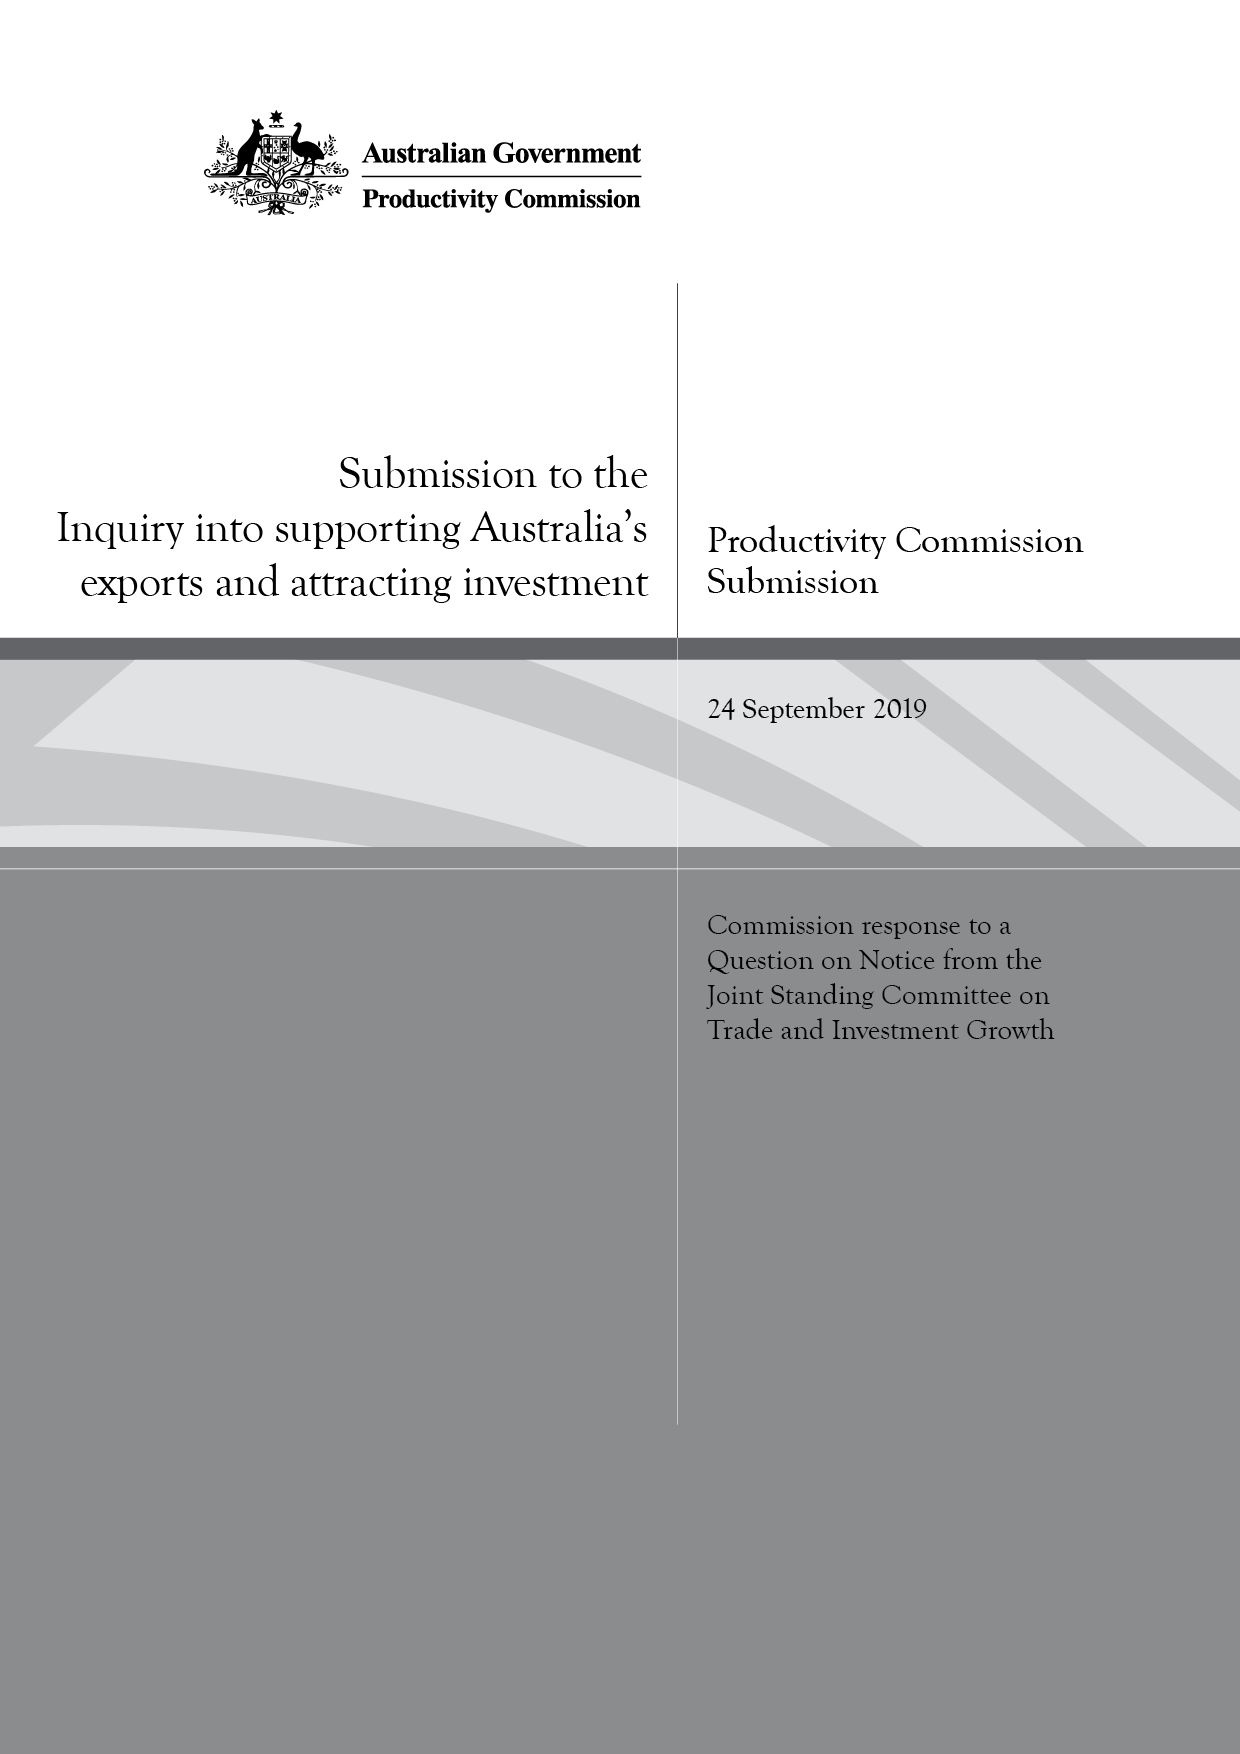 AUSTRALIA
Australian Government
Productivity Commission
Submission to the
Inquiry into supporting Australia's
exports and attracting investment
Productivity Commission
Submission
24 September 2019
Commission response to a
Question on Notice from the
Joint Standing Committee on
Trade and Investment Growth